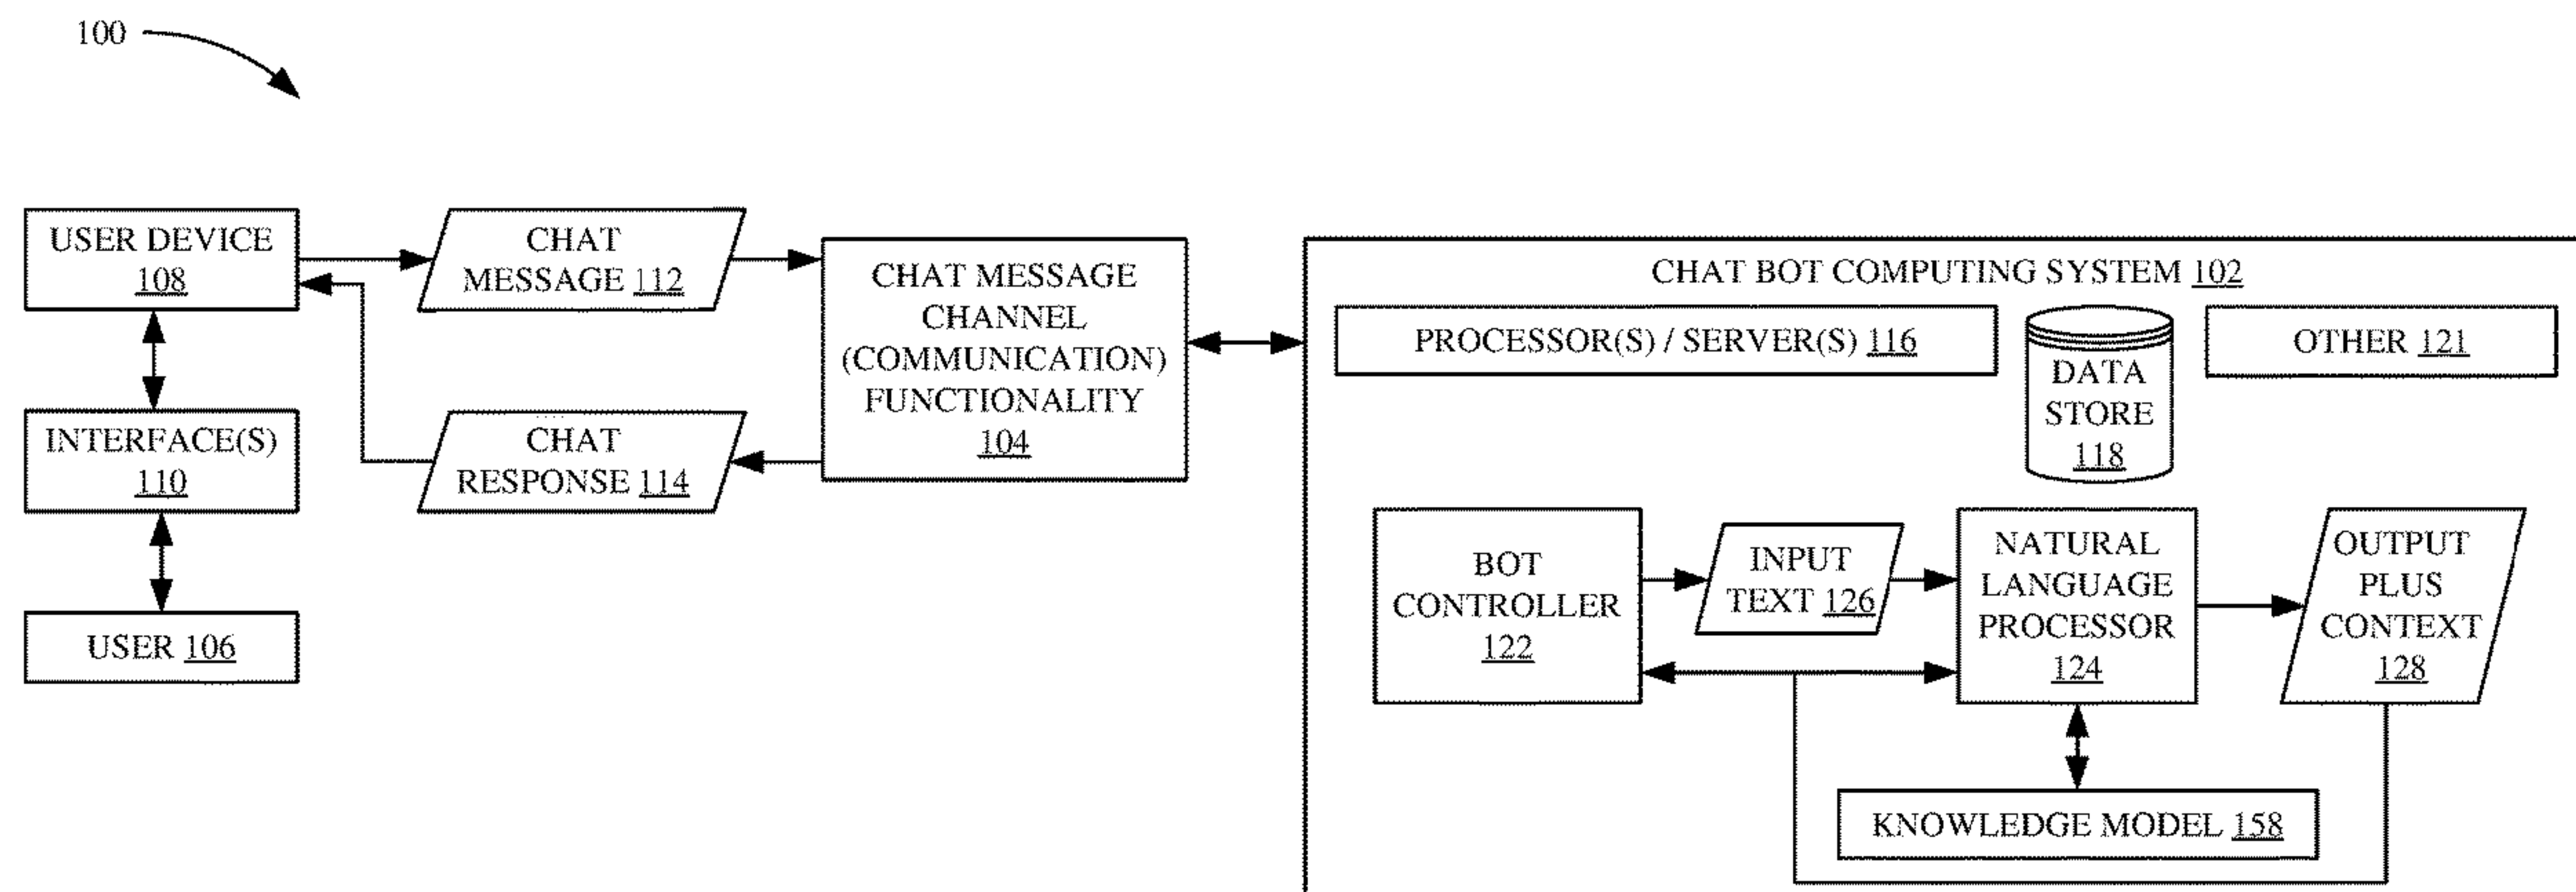 100
USER DEVICE
108
CHAT
MESSAGE 112
CHAT MESSAGE
CHANNEL
(COMMUNICATION)
FUNCTIONALITY
104
CHAT
RESPONSE 114
INTERFACE(S)
110
USER 106
CHAT BOT COMPUTING SYSTEM 102
PROCESSOR(S) / SERVER(S) 116
DATA
STORE
118
OTHER 121
BOT
CONTROLLER
122
INPUT
TEXT 126
NATURAL
LANGUAGE
PROCESSOR
124
OUTPUT
PLUS
CONTEXT
128
KNOWLEDGE MODEL 158